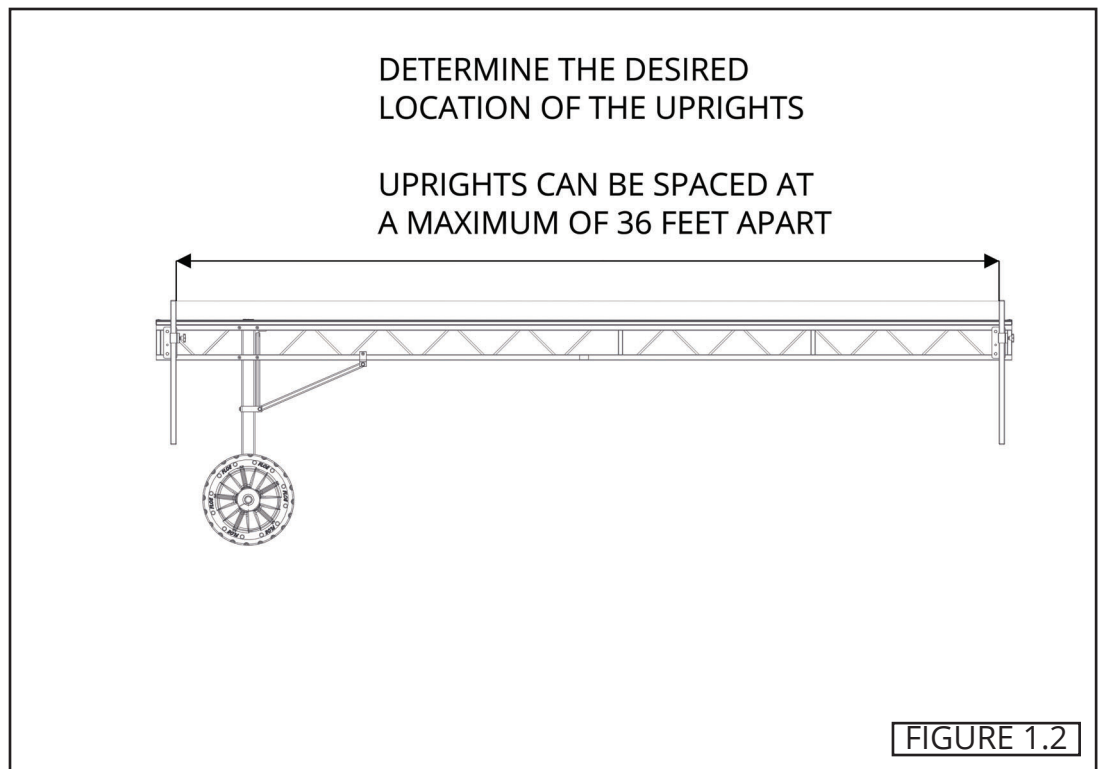 DETERMINE THE DESIRED
LOCATION OF THE UPRIGHTS
UPRIGHTS CAN BE SPACED AT
A MAXIMUM OF 36 FEET APART
FIGURE 1.2